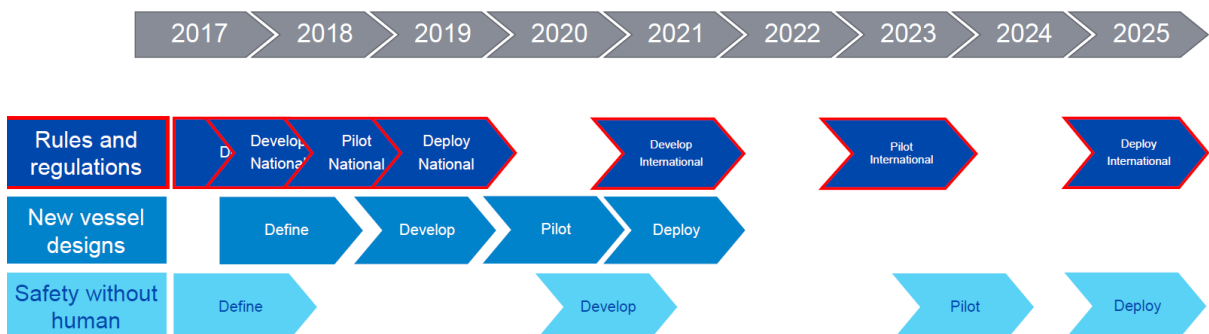 2017 2018 2019 2020 2021 2022 2023 2024 2025
Rules and
regulations
D
Develop
National
Pilot
National
Deploy
National
Develop
International
Pilot
International
Deploy
International
New vessel
designs
Define Develop Pilot Deploy
Safety without
human
Define Develop Pilot Deploy